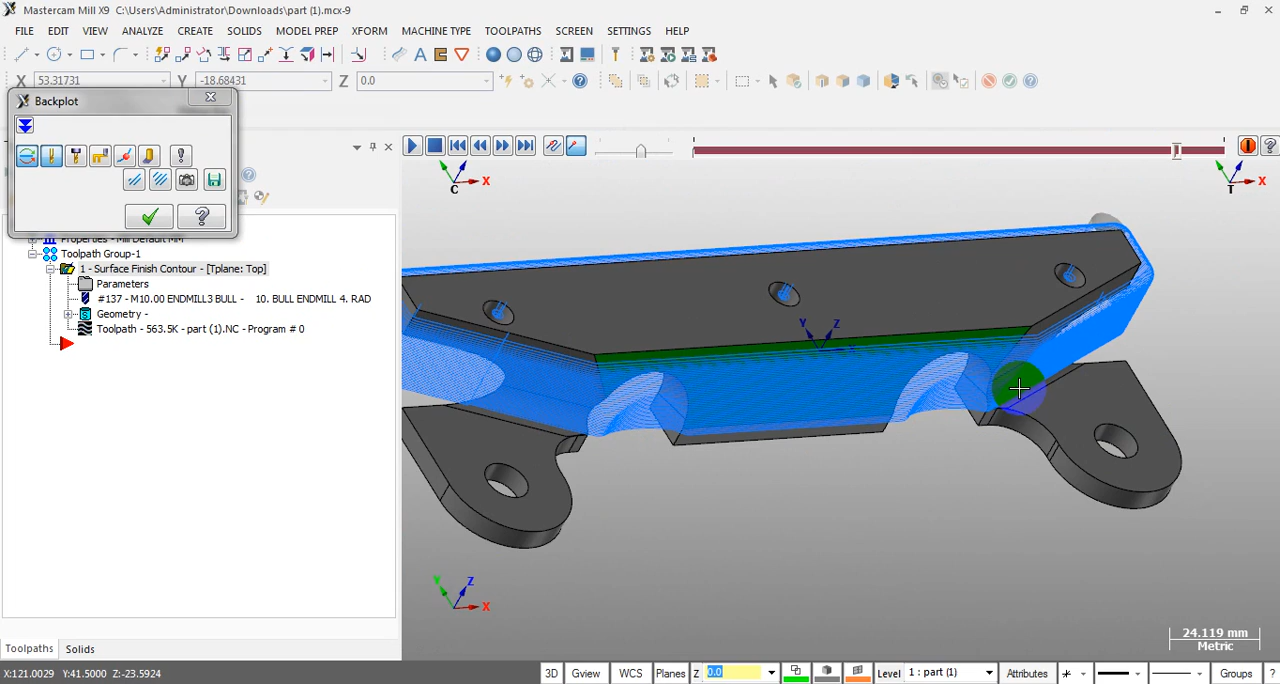 Mastercam Mill X9 C:\Users\Administrator\Downloads\part (1).mcx-9
FILE EDIT VIEW ANALYZE CREATE SOLIDS MODEL PREP XFORM MACHINE TYPE TOOLPATHS SCREEN SETTINGS HELP
X 53.31731 Y -18.68431 Z 0.0
Backplot
X
C
X
T
Properties - Mill Default MM
Toolpath Group-1
1 - Surface Finish Contour - [Tplane: Top]
Parameters
#137 - M10.00 ENDMILL3 BULL - 10. BULL ENDMILL 4. RAD
Geometry -
Toolpath - 563.5K - part (1).NC - Program # 0
Y Z
Y Z
X
24.119 mm
Metric
Toolpaths Solids
X:121.0029 Y:41.5000 Z:-23.5924 3D Gview WCS Planes Z 0.0 Level 1 : part (1) Attributes Groups ?